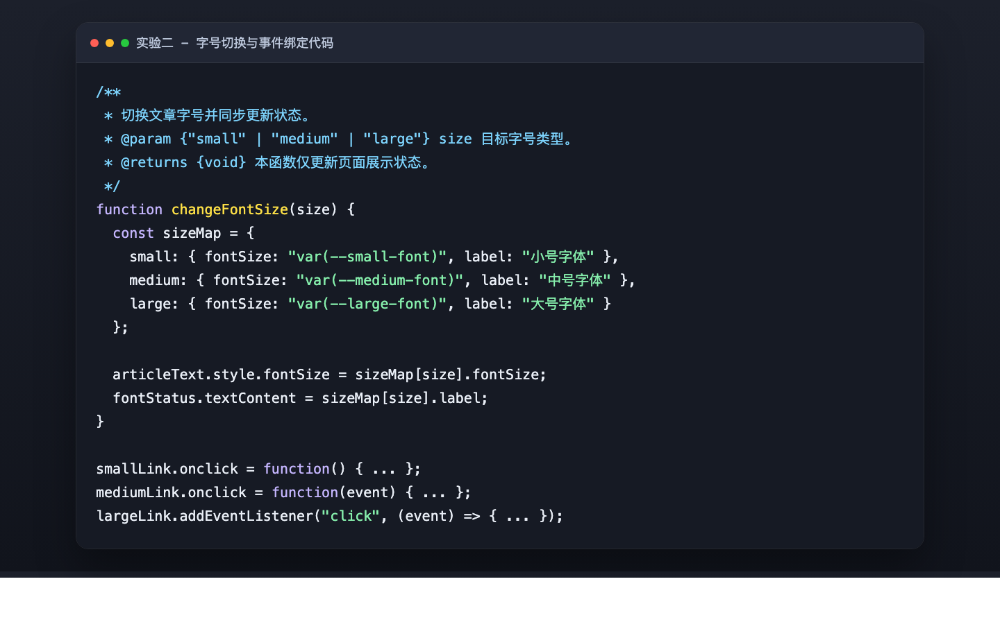 实验二 - 字号切换与事件绑定代码
/**
 * 切换文章字号并同步更新状态。
 * @param {"small" | "medium" | "large"} size 目标字号类型。
 * @returns {void} 本函数仅更新页面展示状态。
 */
function changeFontSize(size) {
  const sizeMap = {
    small: { fontSize: "var(--small-font)", label: "小号字体" },
    medium: { fontSize: "var(--medium-font)", label: "中号字体" },
    large: { fontSize: "var(--large-font)", label: "大号字体" }
  };
  articleText.style.fontSize = sizeMap[size].fontSize;
  fontStatus.textContent = sizeMap[size].label;
}
smallLink.onclick = function() { ... };
mediumLink.onclick = function(event) { ... };
largeLink.addEventListener("click", (event) => { ... });